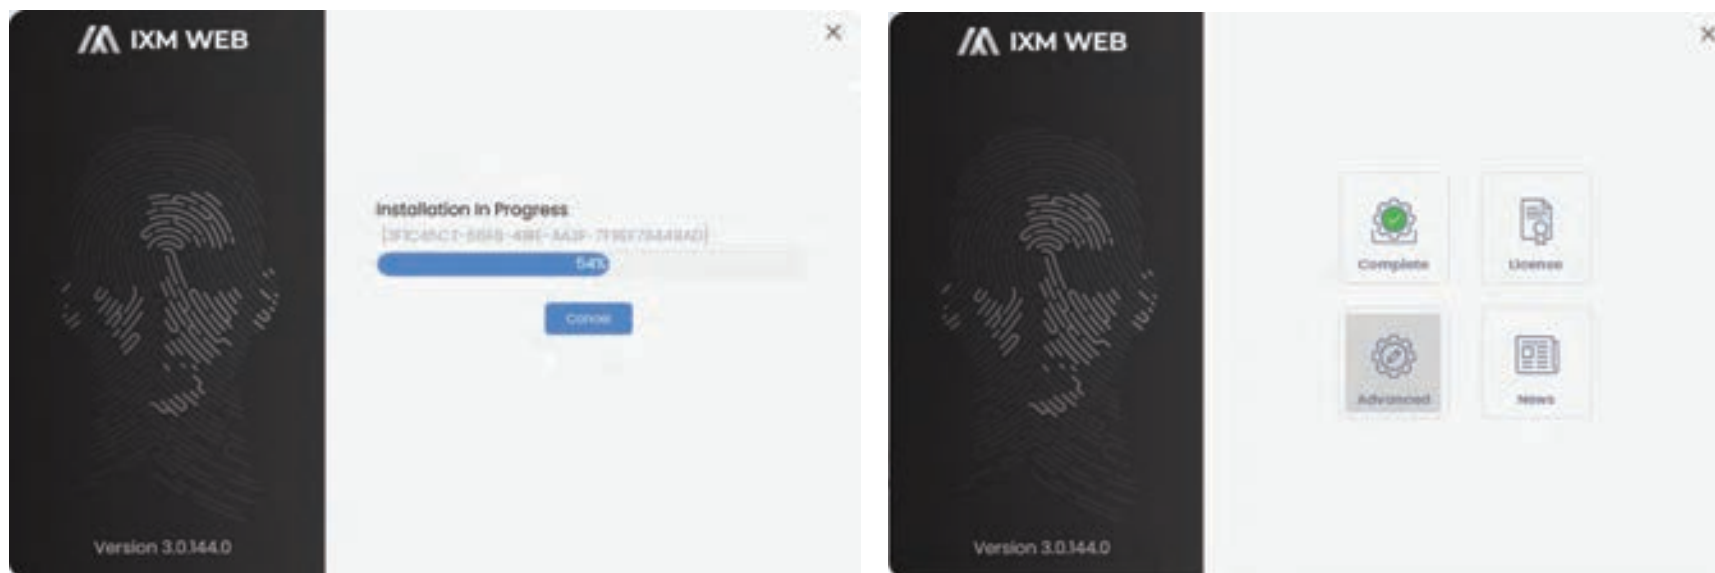 IXM WEB
Installation In Progress
54%
Cancel
Version 3.0.144.0
IXM WEB
Complete
License
Advanced
News
Version 3.0.144.0